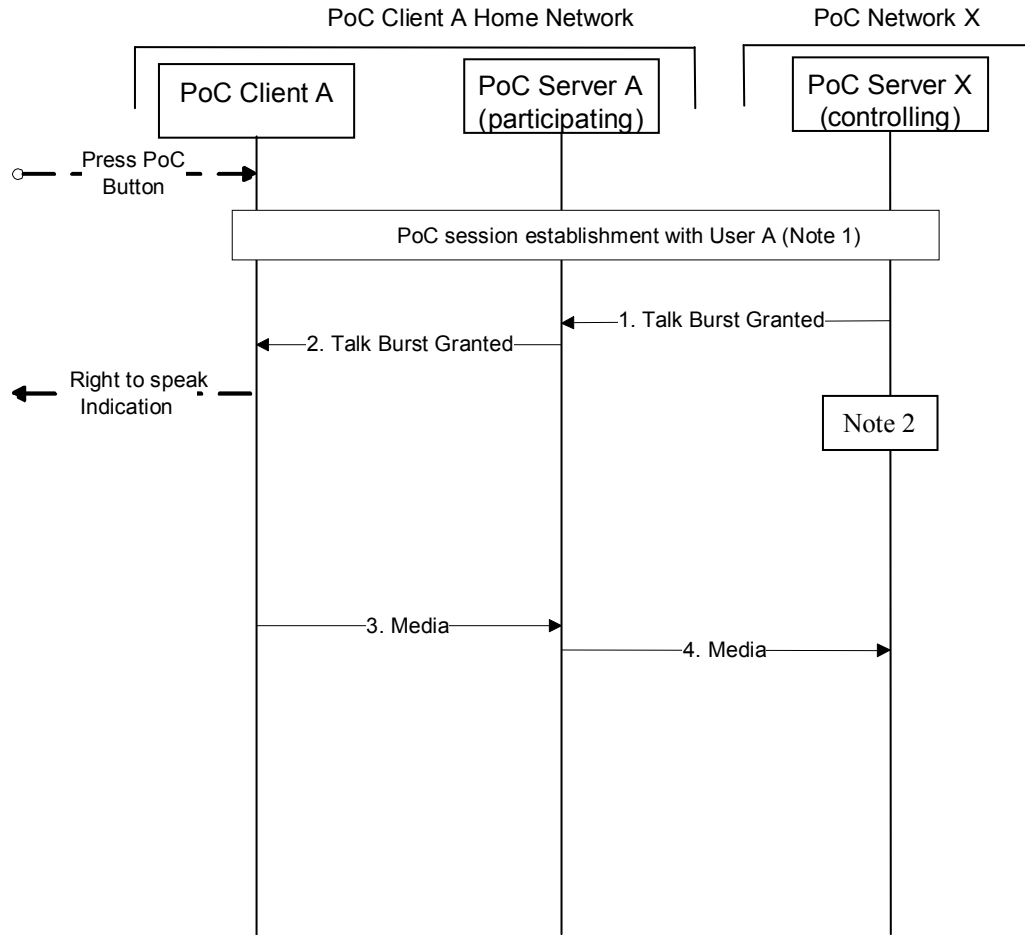 PoC Client A Home Network
PoC Network X
PoC Client A
PoC Server A
(participating)
PoC Server X
(controlling)
Press PoC
Button
PoC session establishment with User A (Note 1)
1. Talk Burst Granted
2. Talk Burst Granted
Right to speak
Indication
Note 2
3. Media
4. Media